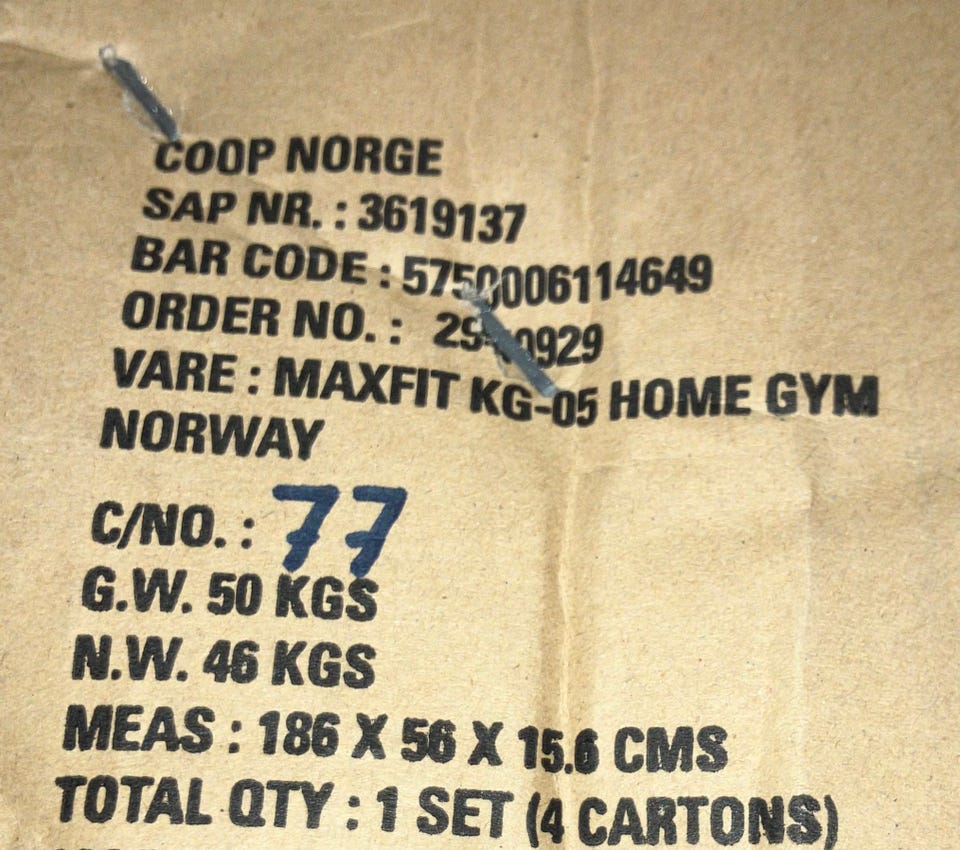 COOP NORGE
SAP NR. : 3619137
BAR CODE : 5750006114649
ORDER NO. :
VARE : MAXFIT KG-05 HOME GYM
NORWAY
C/NO. : 77
G.W. 50 KGS
N.W. 46 KGS
MEAS : 186 X 56 X 15.6 CMS
TOTAL QTY : 1 SET (4 CARTONS)